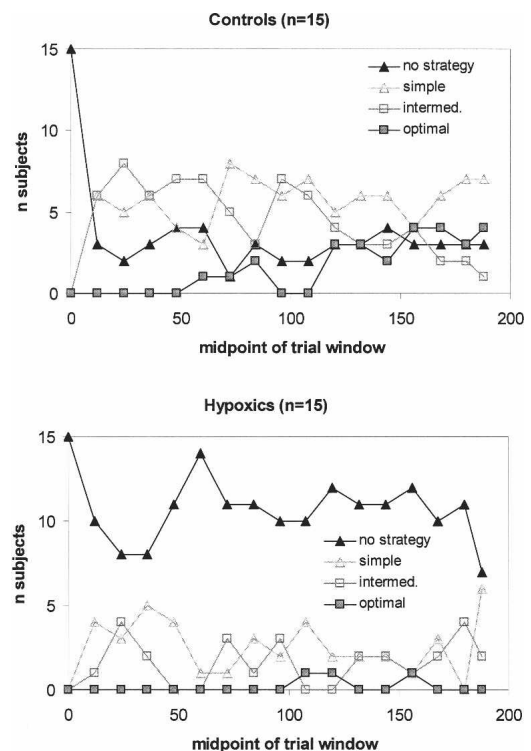 Controls (n=15)
no strategy
simple
intermed.
optimal
n subjects
15
10
5
0
0 50 100 150 200
midpoint of trial window
Hypoxics (n=15)
no strategy
simple
intermed.
optimal
n subjects
15
10
5
0
0 50 100 150 200
midpoint of trial window